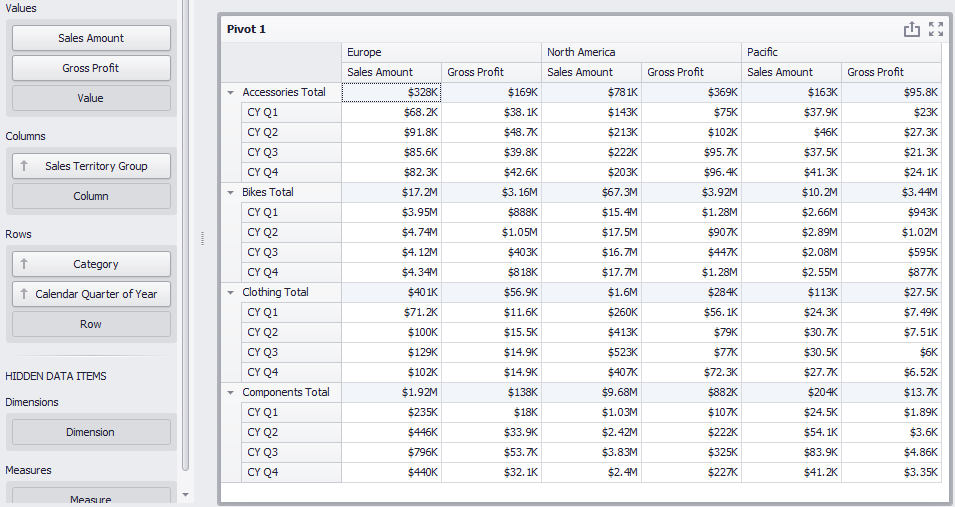 Values
Sales Amount
Gross Profit
Value
Columns
Sales Territory Group
Column
Rows
Category
Calendar Quarter of Year
Row
HIDDEN DATA ITEMS
Dimensions
Dimension
Measures
Measure
Pivot 1
Europe North America Pacific
Sales Amount Gross Profit Sales Amount Gross Profit Sales Amount Gross Profit
Accessories Total $328K $169K $781K $369K $163K $95.8K
CY Q1 $68.2K $38.1K $143K $75K $37.9K $23K
CY Q2 $91.8K $48.7K $213K $102K $46K $27.3K
CY Q3 $85.6K $39.8K $222K $95.7K $37.5K $21.3K
CY Q4 $82.3K $42.6K $203K $96.4K $41.3K $24.1K
Bikes Total $17.2M $3.16M $67.3M $3.92M $10.2M $3.44M
CY Q1 $3.95M $888K $15.4M $1.28M $2.66M $943K
CY Q2 $4.74M $1.05M $17.5M $907K $2.89M $1.02M
CY Q3 $4.12M $403K $16.7M $447K $2.08M $595K
CY Q4 $4.34M $818K $17.7M $1.28M $2.55M $877K
Clothing Total $401K $56.9K $1.6M $284K $113K $27.5K
CY Q1 $71.2K $11.6K $260K $56.1K $24.3K $7.49K
CY Q2 $100K $15.5K $413K $79K $30.7K $7.51K
CY Q3 $129K $14.9K $523K $77K $30.5K $6K
CY Q4 $102K $14.9K $407K $72.3K $27.7K $6.52K
Components Total $1.92M $138K $9.68M $882K $204K $13.7K
CY Q1 $235K $18K $1.03M $107K $24.5K $1.89K
CY Q2 $446K $33.9K $2.42M $222K $54.1K $3.6K
CY Q3 $796K $53.7K $3.83M $325K $83.9K $4.86K
CY Q4 $440K $32.1K $2.4M $227K $41.2K $3.35K